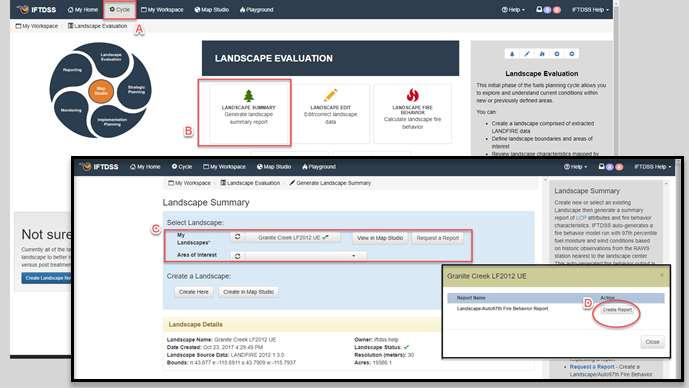 IFTDSS
My Home
Cycle
My Workspace
Map Studio
Playground
Help
IFTDSS Help
A
My Workspace / Landscape Evaluation
Landscape Evaluation
Strategic Planning
Implementation Planning
Monitoring
Reporting
Map Studio
LANDSCAPE EVALUATION
B
LANDSCAPE SUMMARY
Generate landscape summary report
LANDSCAPE EDIT
Edit/correct landscape data
LANDSCAPE FIRE BEHAVIOR
Calculate landscape fire behavior
Landscape Evaluation
This initial phase of the fuels planning cycle allows you
to explore and understand current conditions within
new or previously defined areas.
You can:
Create a landscape comprised of extracted
LANDFIRE data
Define landscape boundaries and areas of
interest
Review landscape characteristics mapped by
Not sure
Currently all of the
landscape to better
versus post treatment
Create Landscape
IFTDSS
My Home
Cycle
My Workspace
Map Studio
Playground
Help
IFTDSS Help
My Workspace / Landscape Evaluation / Generate Landscape Summary
Landscape Summary
Select Landscape:
C
My Landscapes*
Granite Creek LF2012 UE
View in Map Studio
Request a Report
Area of Interest
Create a Landscape:
Create Here
Create in Map Studio
Landscape Details
Landscape Name: Granite Creek LF2012 UE
Date Created: Oct 23, 2017 4:29:49 PM
Landscape Source Data: LANDFIRE 2012 1.3.0
Bounds: n:43.877 e:-115.6911 s:43.7909 w:-115.7937
Owner: iftdss.help
Landscape Status:
Resolution (meters): 30
Acres: 19386.1
Landscape Summary
Create new or select an existing
Landscape then generate a summary
report of LCP attributes and fire behavior
characteristics. IFTDSS auto-generates a
fire behavior model run with 97th percentile
fuel moisture and wind conditions based
on historic observations from the RAWS
station nearest to the landscape center.
This auto-generated fire behavior output is
Granite Creek LF2012 UE
×
Report Name
Action
Landscape/Auto97th Fire Behavior Report
D
Create Report
Close
requesting a report.
Request a Report - Create a
Landscape/Auto97th Fire Behavior